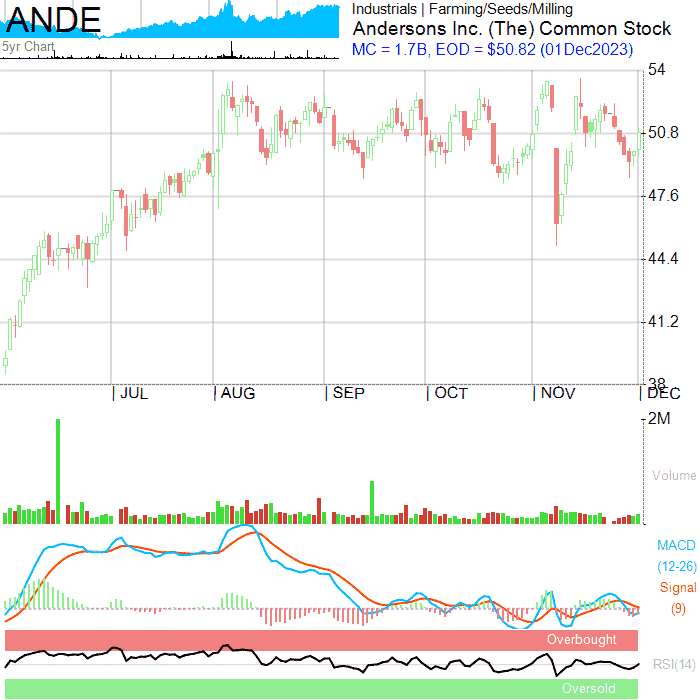 ANDE
5yr Chart
Industrials | Farming/Seeds/Milling
Andersons Inc. (The) Common Stock
MC = 1.7B, EOD = $50.82 (01Dec2023)
54
50.8
47.6
44.4
41.2
38
JUL
AUG
SEP
OCT
NOV
DEC
2M
Volume
MACD
(12-26)
Signal
(9)
Overbought
RSI(14)
Oversold